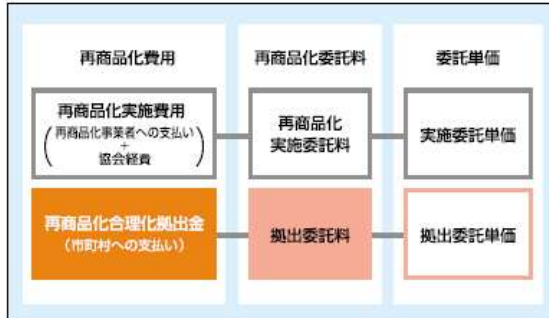 再商品化費用
再商品化委託料
委託単価
再商品化実施費用
(再商品化事業者への支払い
+
協会経費)
再商品化
実施委託料
実施委託単価
再商品化合理化拠出金
(市町村への支払い)
拠出委託料
拠出委託単価